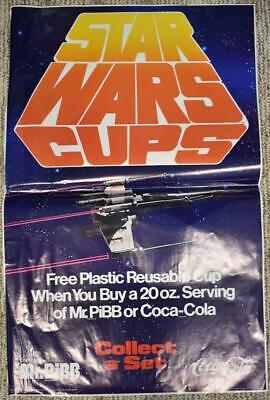 STAR
WARS
CUPS
Free Plastic Reusable Cup
When You Buy a 20 oz. Serving
of Mr. PiBB or Coca-Cola
Collect
a Set
Mr. PiBB
Coca-Cola